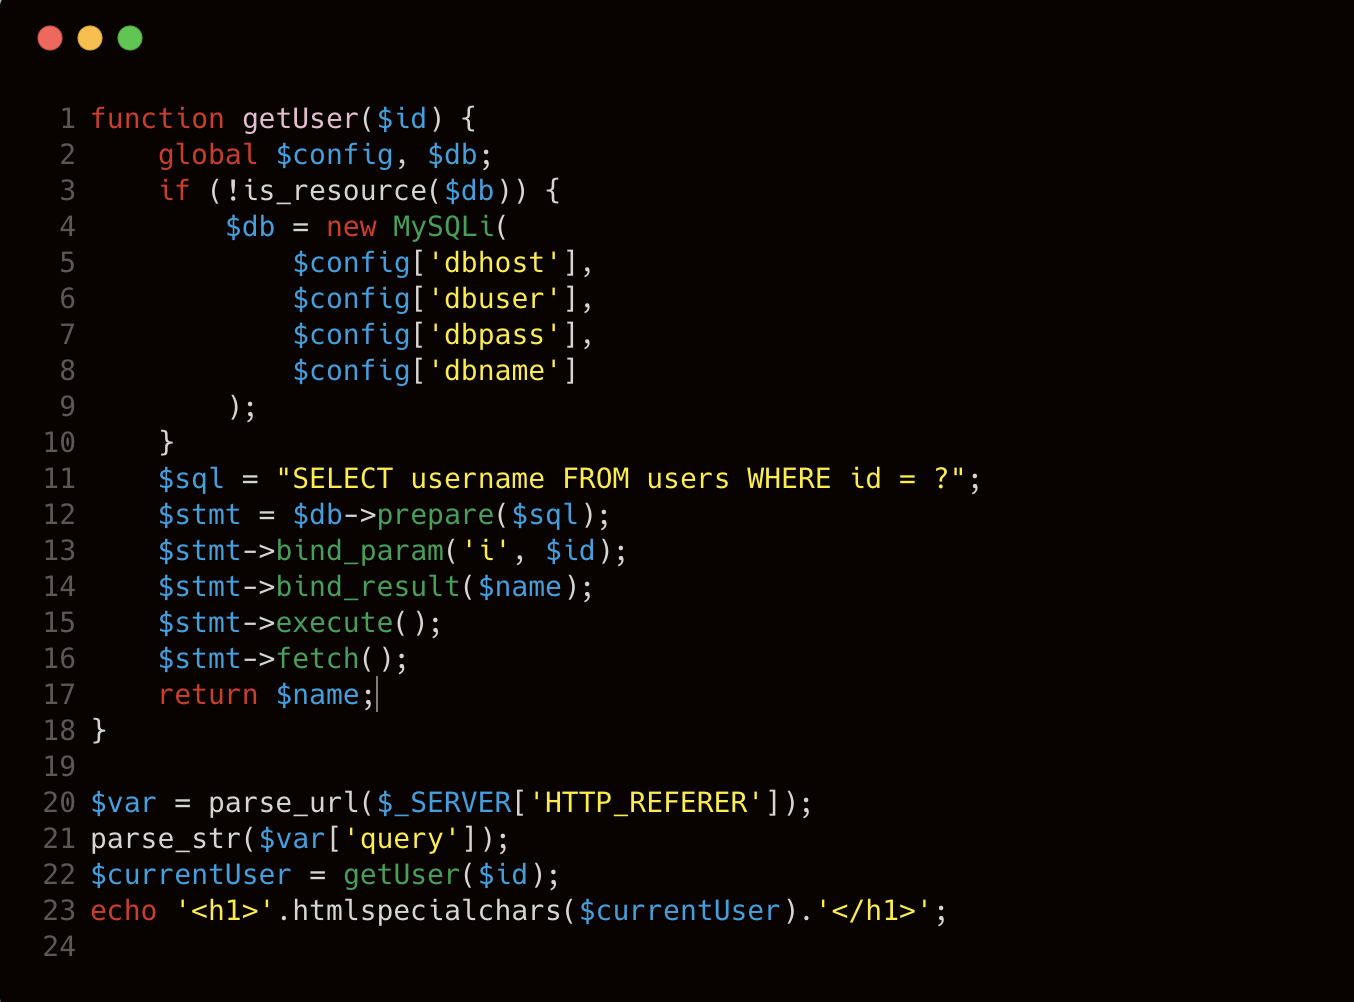 1 function getUser($id) {
2     global $config, $db;
3     if (!is_resource($db)) {
4         $db = new MySQLi(
5             $config['dbhost'],
6             $config['dbuser'],
7             $config['dbpass'],
8             $config['dbname']
9         );
10     }
11     $sql = "SELECT username FROM users WHERE id = ?";
12     $stmt = $db->prepare($sql);
13     $stmt->bind_param('i', $id);
14     $stmt->bind_result($name);
15     $stmt->execute();
16     $stmt->fetch();
17     return $name;
18 }
19
20 $var = parse_url($_SERVER['HTTP_REFERER']);
21 parse_str($var['query']);
22 $currentUser = getUser($id);
23 echo '<h1>'.htmlspecialchars($currentUser).'</h1>';
24